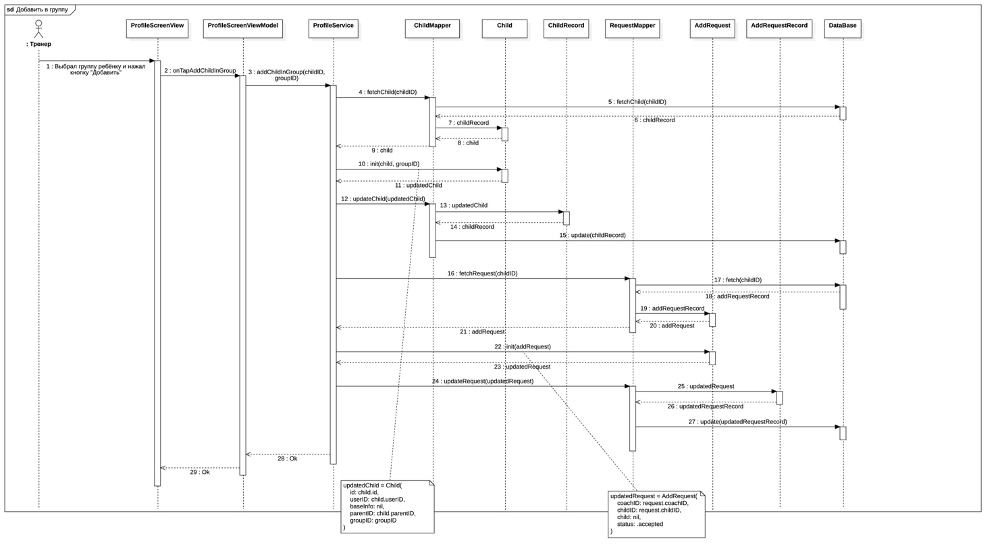 sd Добавить в группу
: Тренер
ProfileScreenView
ProfileScreenViewModel
ProfileService
ChildMapper
Child
ChildRecord
RequestMapper
AddRequest
AddRequestRecord
DataBase
1 : Выбрал группу ребёнку и нажал
кнопку "Добавить"
2 : onTapAddChildInGroup
3 : addChildInGroup(childID,
groupID)
4 : fetchChild(childID)
5 : fetchChild(childID)
6 : childRecord
7 : childRecord
8 : child
9 : child
10 : init(child, groupID)
11 : updatedChild
12 : updateChild(updatedChild)
13 : updatedChild
14 : childRecord
15 : update(childRecord)
16 : fetchRequest(childID)
17 : fetch(childID)
18 : addRequestRecord
19 : addRequestRecord
20 : addRequest
21 : addRequest
22 : init(addRequest)
23 : updatedRequest
24 : updateRequest(updatedRequest)
25 : updatedRequest
26 : updatedRequestRecord
27 : update(updatedRequestRecord)
28 : Ok
29 : Ok
updatedChild = Child(
id: child.id,
userID: child.userID,
baseInfo: nil,
parentID: child.parentID,
groupID: groupID
)
updatedRequest = AddRequest(
coachID: request.coachID,
childID: request.childID,
child: nil,
status: .accepted
)